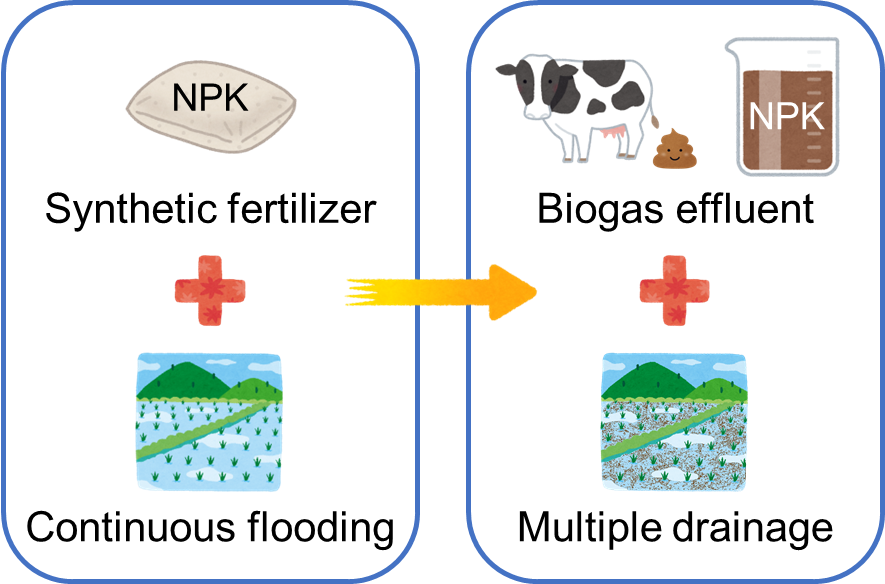 NPK
Synthetic fertilizer
Continuous flooding
NPK
Biogas effluent
Multiple drainage